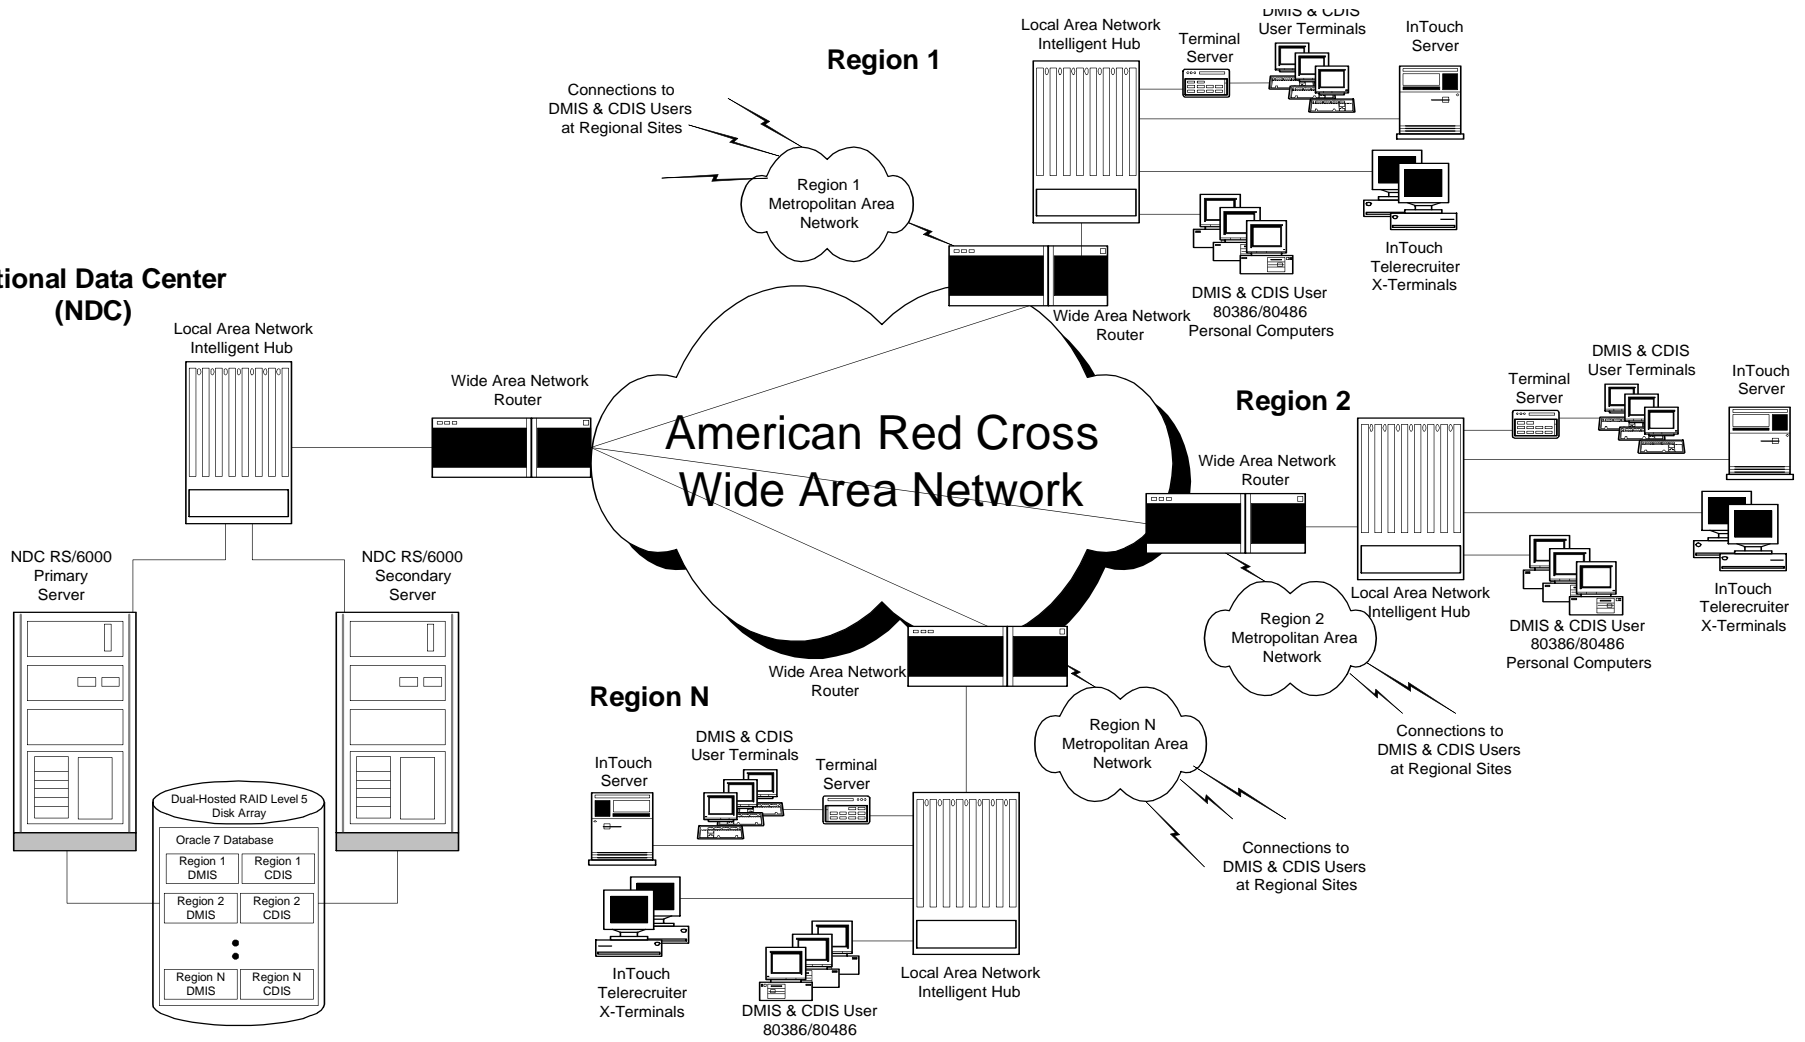 DMIS & CDIS
User Terminals
Local Area Network
Intelligent Hub
Terminal
Server
InTouch
Server
Region 1
Connections to
DMIS & CDIS Users
at Regional Sites
Region 1
Metropolitan Area
Network
InTouch
Telerecruiter
X-Terminals
DMIS & CDIS User
80386/80486
Personal Computers
Wide Area Network
Router
tional Data Center
(NDC)
Local Area Network
Intelligent Hub
Wide Area Network
Router
American Red Cross
Wide Area Network
Region 2
DMIS & CDIS
User Terminals
Terminal
Server
InTouch
Server
Wide Area Network
Router
Local Area Network
Intelligent Hub
InTouch
Telerecruiter
X-Terminals
DMIS & CDIS User
80386/80486
Personal Computers
Region 2
Metropolitan Area
Network
Connections to
DMIS & CDIS Users
at Regional Sites
NDC RS/6000
Primary
Server
NDC RS/6000
Secondary
Server
Dual-Hosted RAID Level 5
Disk Array
Oracle 7 Database
Region 1
DMIS
Region 1
CDIS
Region 2
DMIS
Region 2
CDIS
Region N
DMIS
Region N
CDIS
Wide Area Network
Router
Region N
Region N
Metropolitan Area
Network
Connections to
DMIS & CDIS Users
at Regional Sites
DMIS & CDIS
User Terminals
Terminal
Server
InTouch
Server
InTouch
Telerecruiter
X-Terminals
Local Area Network
Intelligent Hub
DMIS & CDIS User
80386/80486